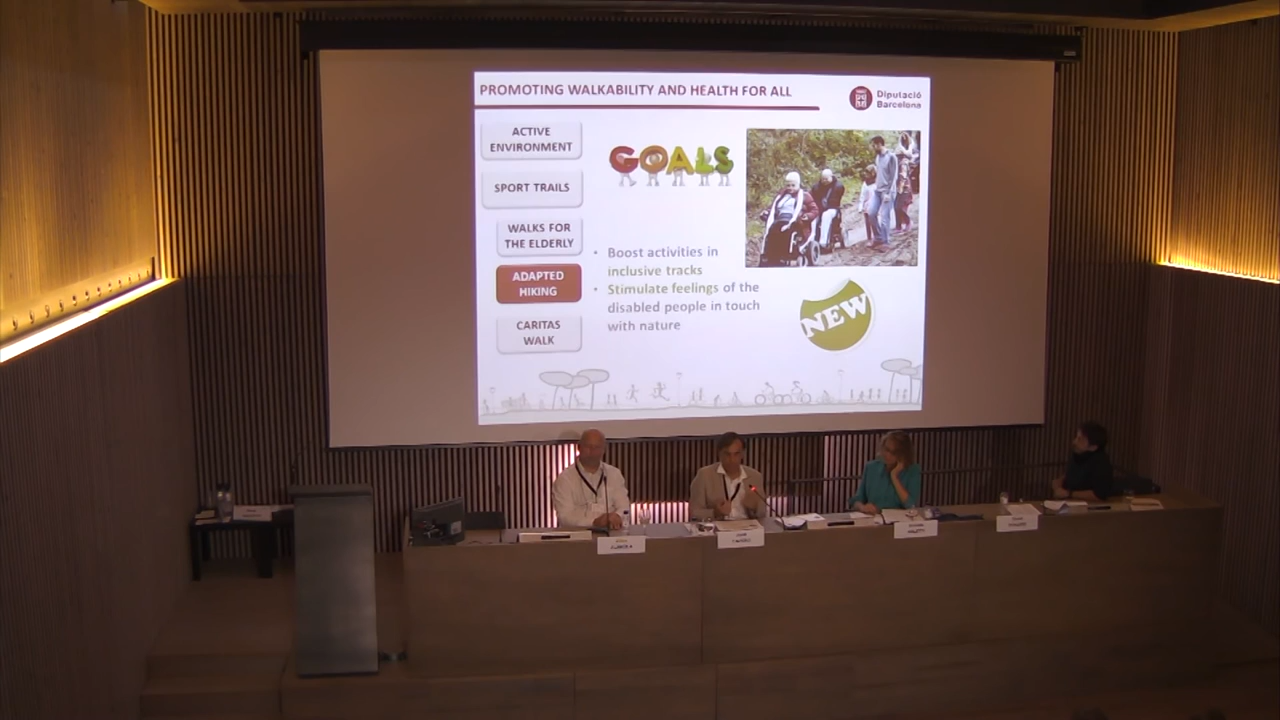 PROMOTING WALKABILITY AND HEALTH FOR ALL
Diputació
Barcelona
ACTIVE
ENVIRONMENT
SPORT TRAILS
WALKS FOR
THE ELDERLY
ADAPTED
HIKING
CARITAS
WALK
GOALS
• Boost activities in
inclusive tracks
• Stimulate feelings of the
disabled people in touch
with nature
NEW